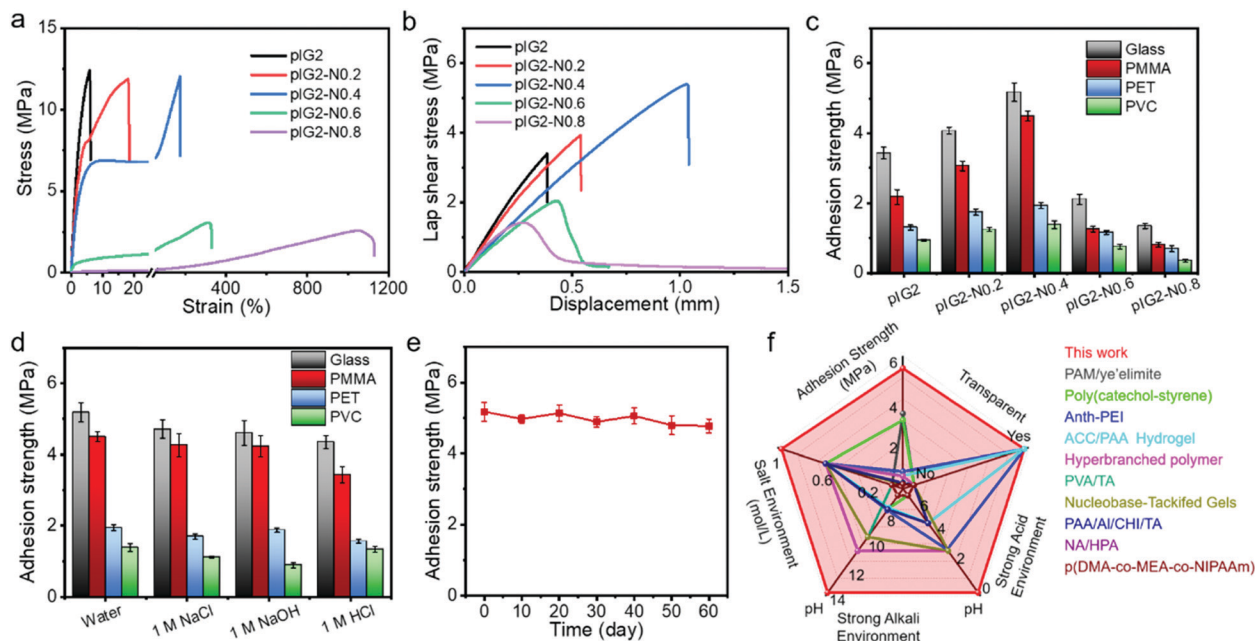 a
Stress (MPa)
15
10
5
0
0 10 20 400 800 1200
Strain (%)
pIG2
pIG2-N0.2
pIG2-N0.4
pIG2-N0.6
pIG2-N0.8
b
Lap shear stress (MPa)
6
4
2
0
0.0 0.5 1.0 1.5
Displacement (mm)
pIG2
pIG2-N0.2
pIG2-N0.4
pIG2-N0.6
pIG2-N0.8
c
Adhesion strength (MPa)
6
5
4
3
2
1
0
Glass
PMMA
PET
PVC
pIG2
pIG2-N0.2
pIG2-N0.4
pIG2-N0.6
pIG2-N0.8
d
Adhesion strength (MPa)
6
4
2
0
Glass
PMMA
PET
PVC
Water
1 M NaCl
1 M NaOH
1 M HCl
e
Adhesion strength (MPa)
6
4
2
0
0 10 20 30 40 50 60
Time (day)
f
Adhesion Strength
(MPa)
6
4
2
Transparent
Yes
No
Strong Acid
Environment
pH
6
4
2
0
Strong Alkali
Environment
pH
8
10
12
14
Salt Environment
(mol/L)
0.2
0.6
1
This work
PAM/ye'elimite
Poly(catechol-styrene)
Anth-PEI
ACC/PAA Hydrogel
Hyperbranched polymer
PVA/TA
Nucleobase-Tackifed Gels
PAA/Al/CHI/TA
NA/HPA
p(DMA-co-MEA-co-NIPAAm)